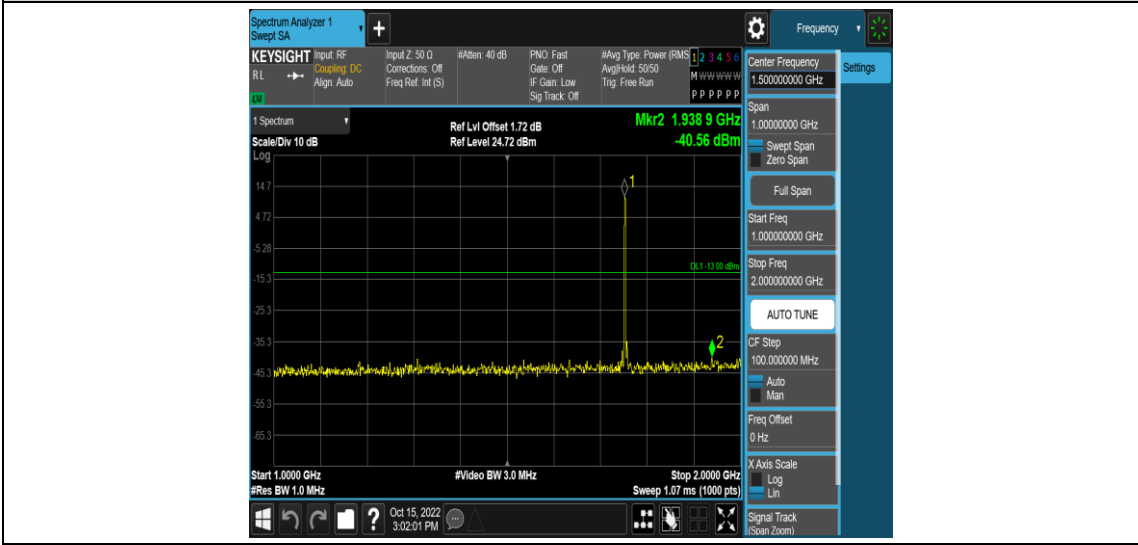 Spectrum Analyzer 1
Swept SA
+
Frequency
KEYSIGHT
RL
Input: RF
Coupling: DC
Align: Auto
Input Z: 50 Ω
Corrections: Off
Freq Ref: Int (S)
#Atten: 40 dB
PNO: Fast
Gate: Off
IF Gain: Low
Sig Track: Off
#Avg Type: Power (RMS
Avg|Hold: 50/50
Trig: Free Run
1 2 3 4 5 6
M W W W W W
P P P P P P
1 Spectrum
Scale/Div 10 dB
Log
Ref Lvl Offset 1.72 dB
Ref Level 24.72 dBm
Mkr2 1.938 9 GHz
-40.56 dBm
1
14.7
4.72
-5.28
DL1 -13.00 dBm
-15.3
-25.3
-35.3
2
-45.3
-55.3
-65.3
Start 1.0000 GHz
#Res BW 1.0 MHz
#Video BW 3.0 MHz
Stop 2.0000 GHz
Sweep 1.07 ms (1000 pts)
?
Oct 15, 2022
3:02:01 PM
Center Frequency
1.500000000 GHz
Settings
Span
1.00000000 GHz
Swept Span
Zero Span
Full Span
Start Freq
1.000000000 GHz
Stop Freq
2.000000000 GHz
AUTO TUNE
CF Step
100.000000 MHz
Auto
Man
Freq Offset
0 Hz
X Axis Scale
Log
Lin
Signal Track
(Span Zoom)